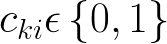 c_{ki} ϵ {0, 1}